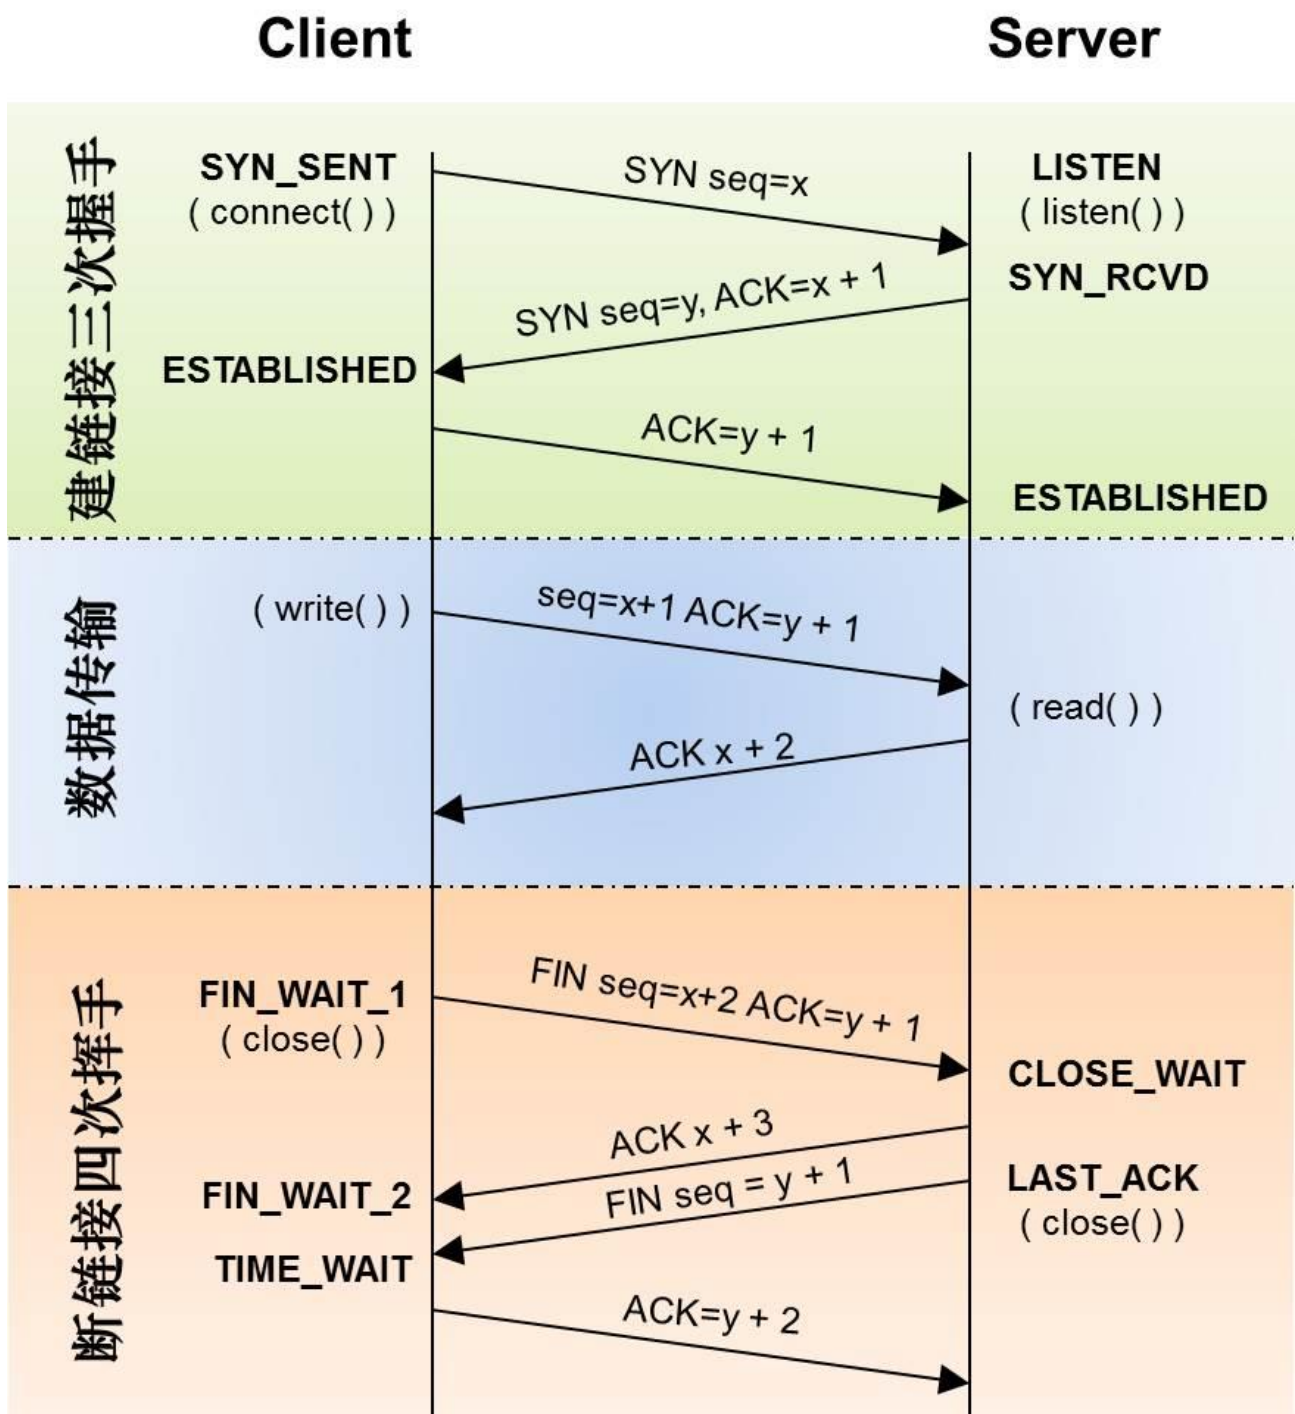 Client
Server
建链接三次握手
SYN_SENT
( connect( ) )
SYN seq=x
LISTEN
( listen( ) )
SYN_RCVD
SYN seq=y, ACK=x + 1
ESTABLISHED
ACK=y + 1
ESTABLISHED
数据传输
( write( ) )
seq=x+1 ACK=y + 1
( read( ) )
ACK x + 2
断链接四次挥手
FIN_WAIT_1
( close( ) )
FIN seq=x+2 ACK=y + 1
CLOSE_WAIT
ACK x + 3
FIN_WAIT_2
FIN seq = y + 1
LAST_ACK
( close( ) )
TIME_WAIT
ACK=y + 2